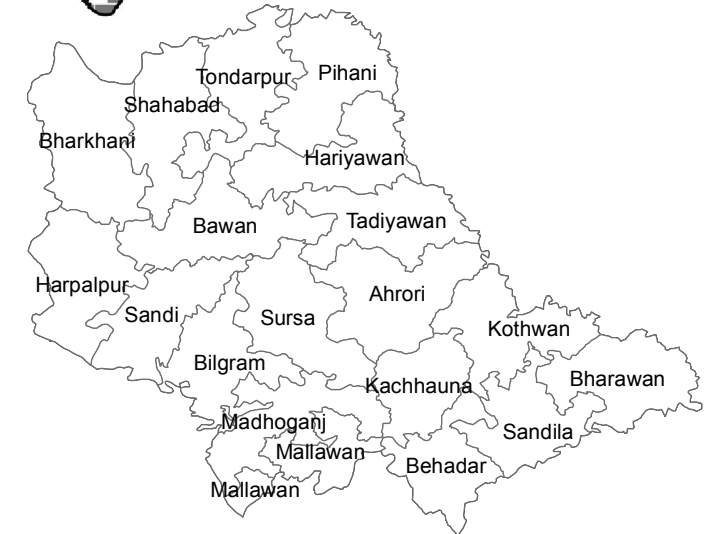 Tondarpur
Pihani
Shahabad
Bharkhani
Hariyawan
Bawan
Tadiyawan
Harpalpur
Ahrori
Sandi
Sursa
Kothwan
Bilgram
Kachhauna
Bharawan
Madhoganj
Sandila
Mallawan
Behadar
Mallawan